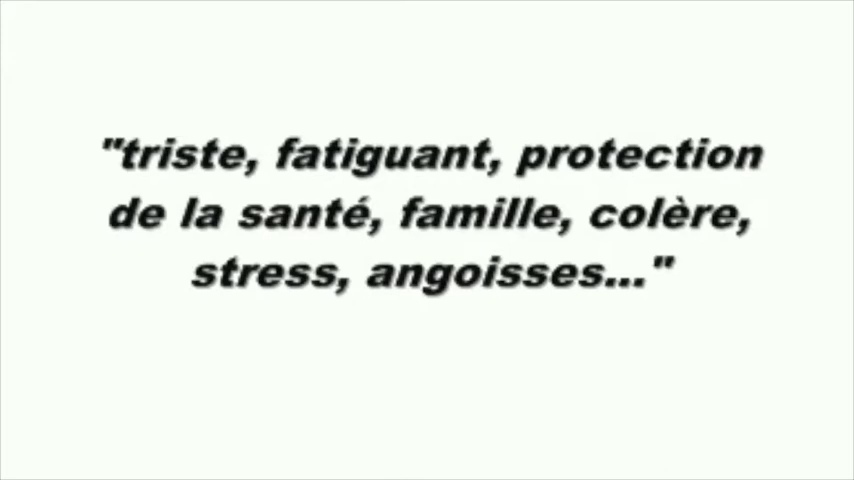 "triste, fatiguant, protection
de la santé, famille, colère,
stress, angoisses..."